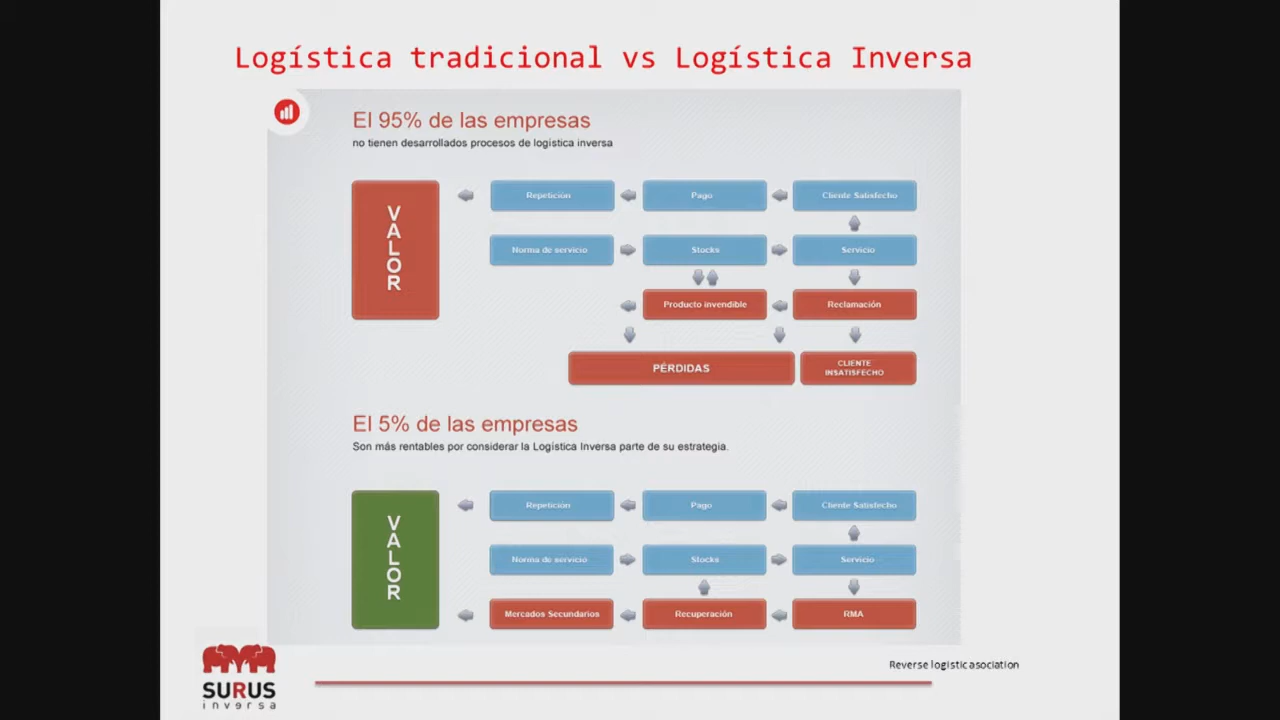 Logística tradicional vs Logística Inversa
El 95% de las empresas
no tienen desarrollados procesos de logística inversa
VALOR
Repetición
Pago
Cliente Satisfecho
Norma de servicio
Stocks
Servicio
Producto invendible
Reclamación
PÉRDIDAS
CLIENTE
INSATISFECHO
El 5% de las empresas
Son más rentables por considerar la Logística Inversa parte de su estrategia.
VALOR
Repetición
Pago
Cliente Satisfecho
Norma de servicio
Stocks
Servicio
Mercados Secundarios
Recuperación
RMA
Reverse logistic asociation
SURUS
inversa